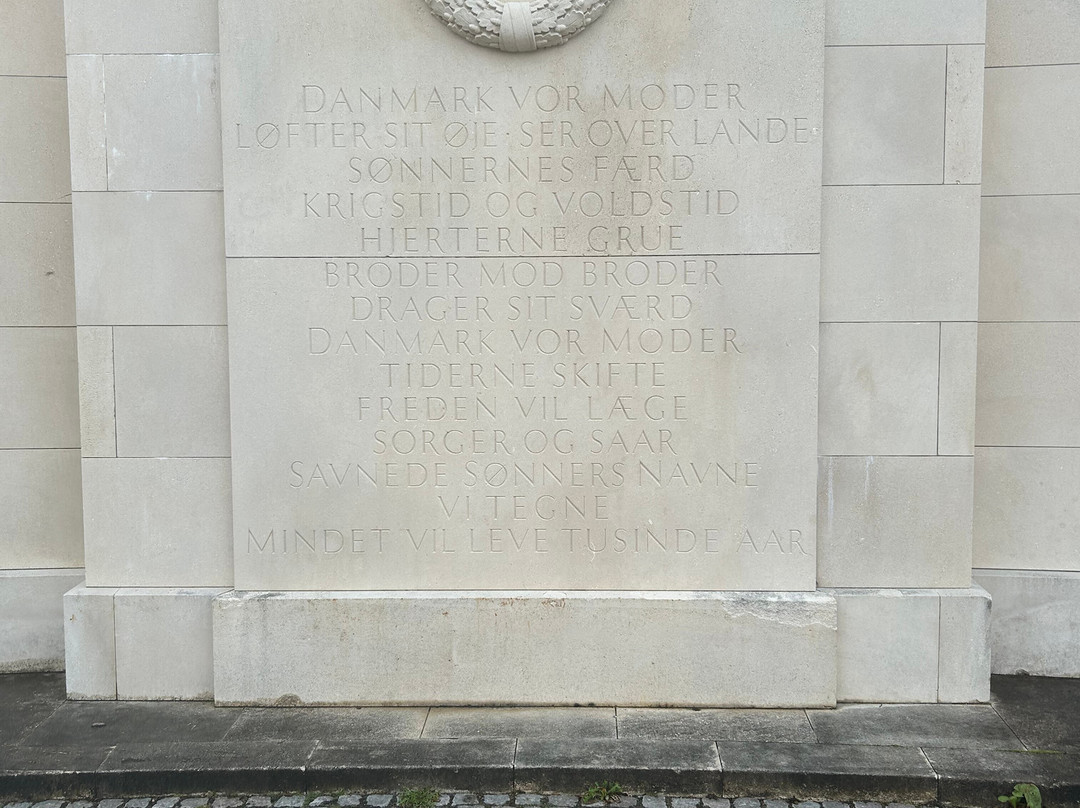 DANMARK VOR MODER
LØFTER SIT ØJE · SER OVER LANDE
SØNNERNES FÆRD
KRIGSTID OG VOLDSTID
HJERTERNE GRUE
BRODER MOD BRODER
DRAGER SIT SVÆRD
DANMARK VOR MODER
TIDERNE SKIFTE
FREDEN VIL LÆGE
SORGER OG SAAR
SAVNEDE SØNNERS NAVNE
VI TEGNE
MINDET VIL LEVE TUSINDE AAR